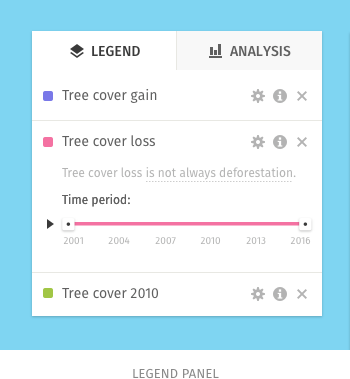 LEGEND ANALYSIS
Tree cover gain
Tree cover loss
Tree cover loss is not always deforestation.
Time period:
2001 2004 2007 2010 2013 2016
Tree cover 2010
LEGEND PANEL